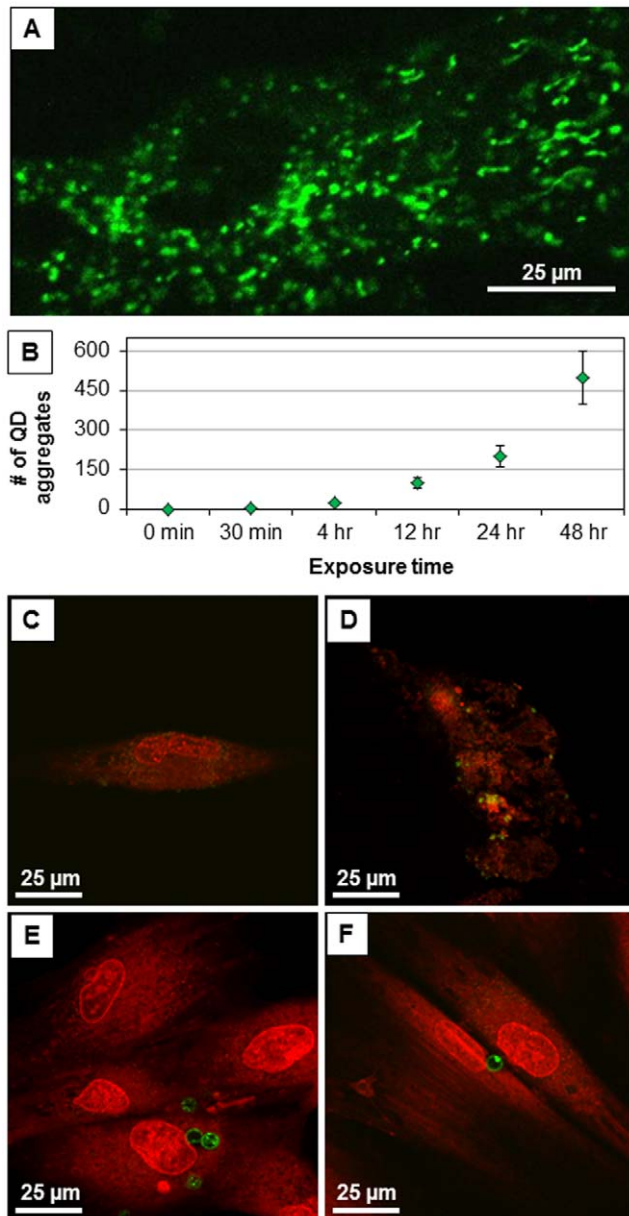 A
25 µm
B
# of QD
aggregates
600
450
300
150
0
0 min 30 min 4 hr 12 hr 24 hr 48 hr
Exposure time
C
25 µm
D
25 µm
E
25 µm
F
25 µm